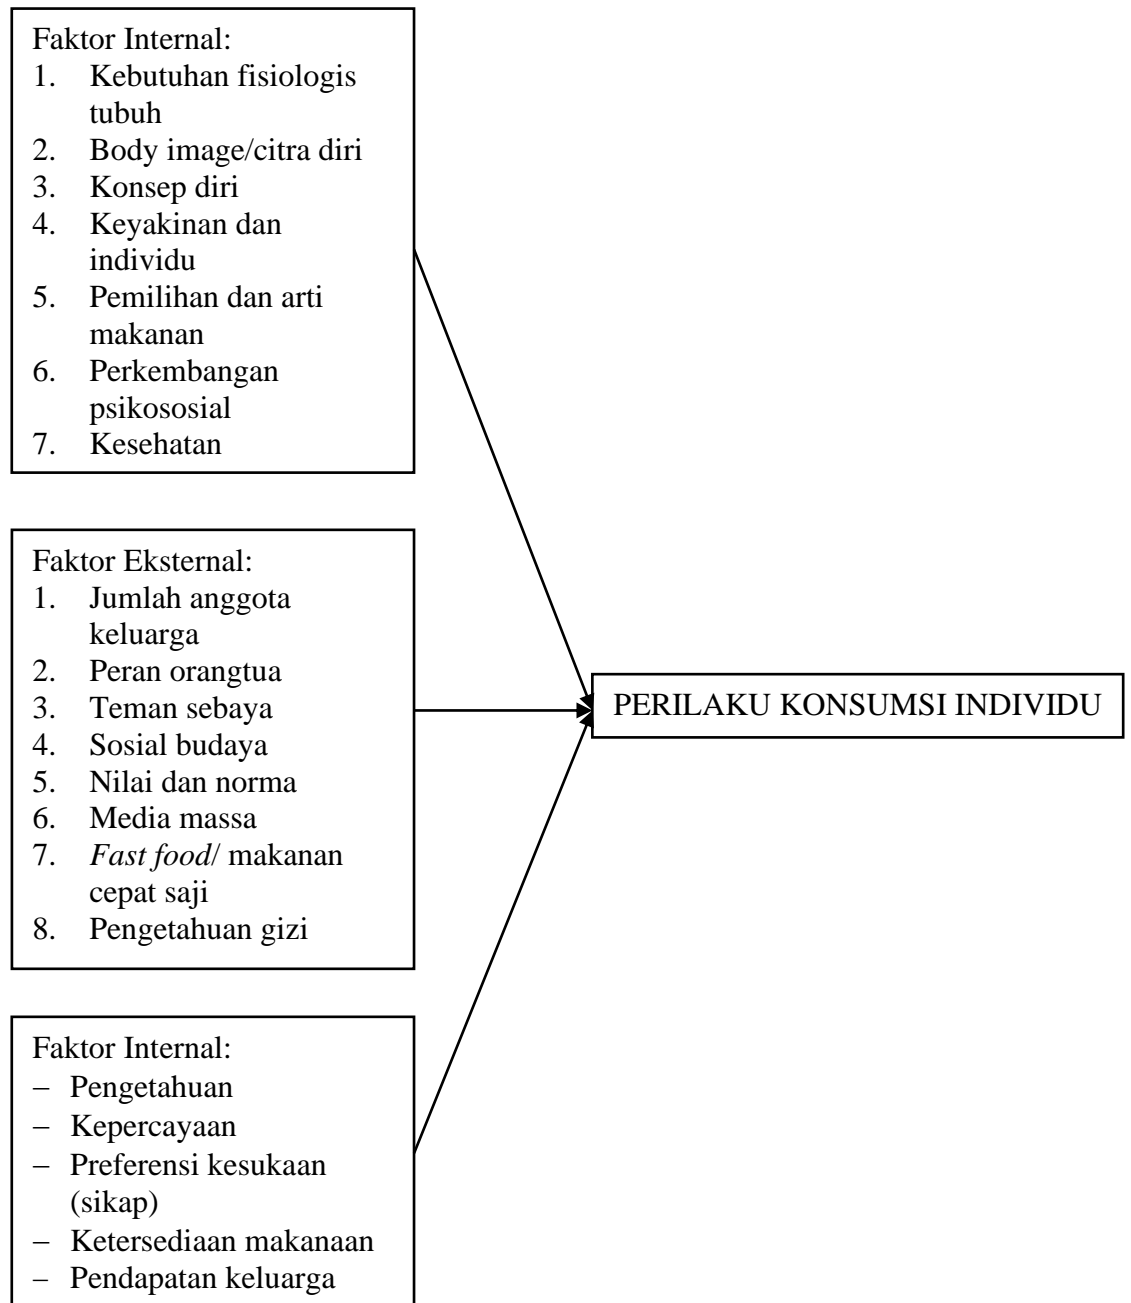 Faktor Internal:
1. Kebutuhan fisiologis
tubuh
2. Body image/citra diri
3. Konsep diri
4. Keyakinan dan
individu
5. Pemilihan dan arti
makanan
6. Perkembangan
psikososial
7. Kesehatan
Faktor Eksternal:
1. Jumlah anggota
keluarga
2. Peran orangtua
3. Teman sebaya
4. Sosial budaya
5. Nilai dan norma
6. Media massa
7. Fast food/ makanan
cepat saji
8. Pengetahuan gizi
PERILAKU KONSUMSI INDIVIDU
Faktor Internal:
– Pengetahuan
– Kepercayaan
– Preferensi kesukaan
(sikap)
– Ketersediaan makanaan
– Pendapatan keluarga